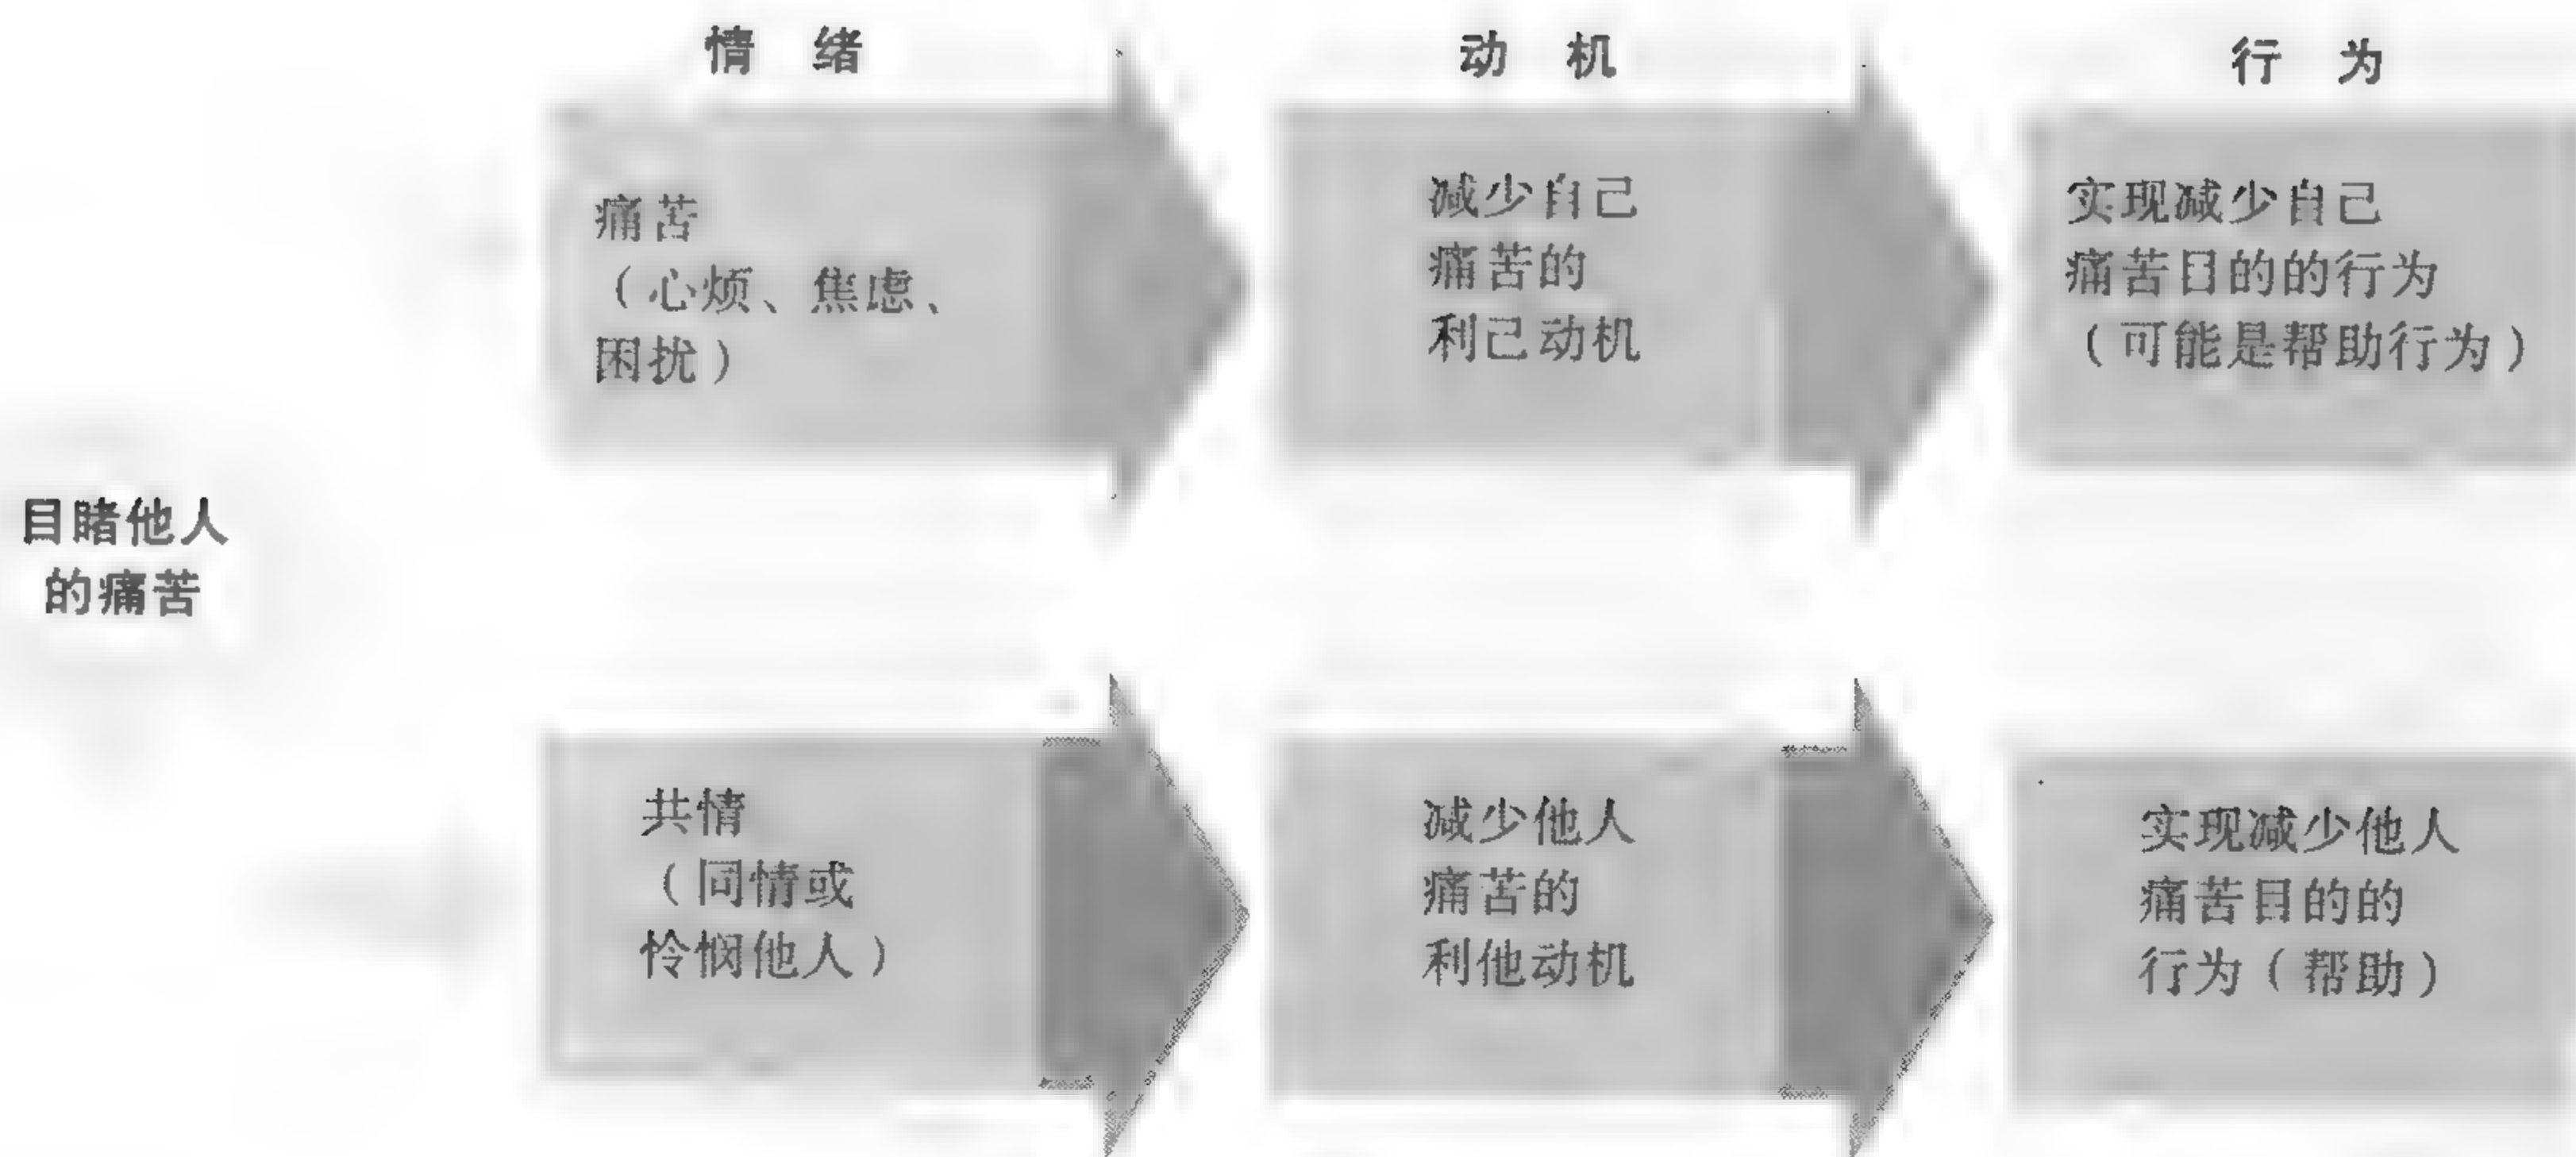 情 绪
动 机
行 为
痛苦
（心烦、焦虑、
困扰）
减少自己
痛苦的
利己动机
实现减少自己
痛苦目的的行为
（可能是帮助行为）
目睹他人
的痛苦
共情
（同情或
怜悯他人）
减少他人
痛苦的
利他动机
实现减少他人
痛苦目的的
行为（帮助）